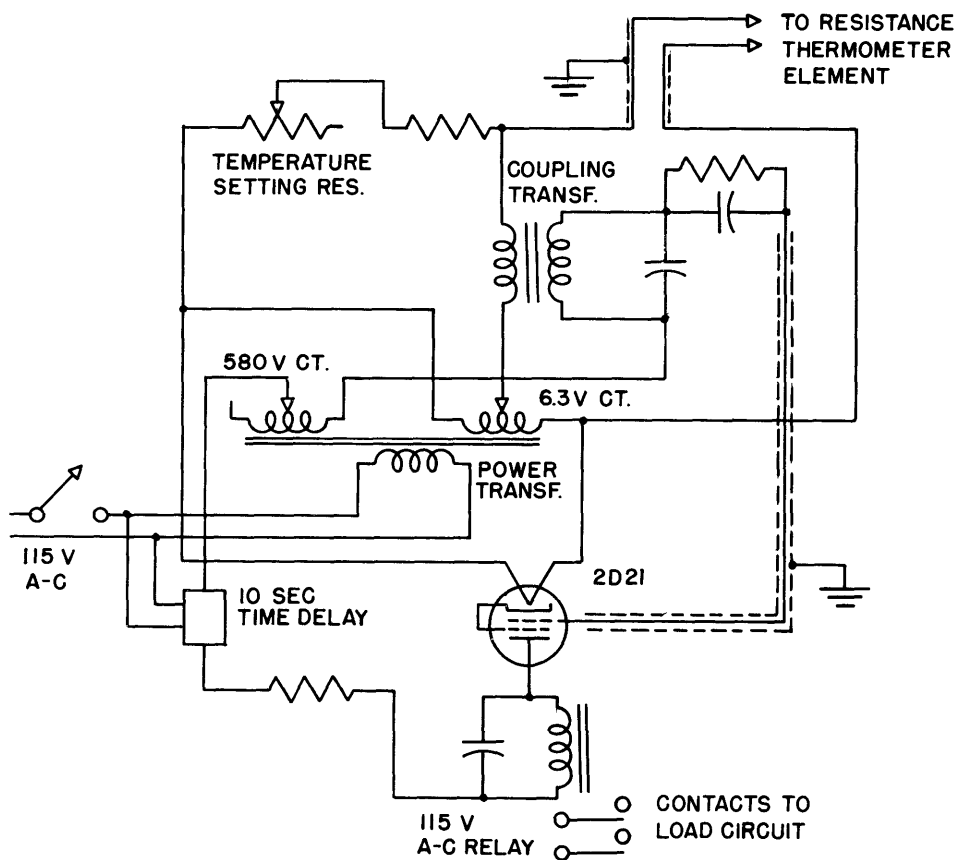 TO RESISTANCE
THERMOMETER
ELEMENT
TEMPERATURE
SETTING RES.
COUPLING
TRANSF.
580 V CT.
6.3 V CT.
POWER
TRANSF.
115 V
A-C
10 SEC
TIME DELAY
2D21
115 V
A-C RELAY
CONTACTS TO
LOAD CIRCUIT